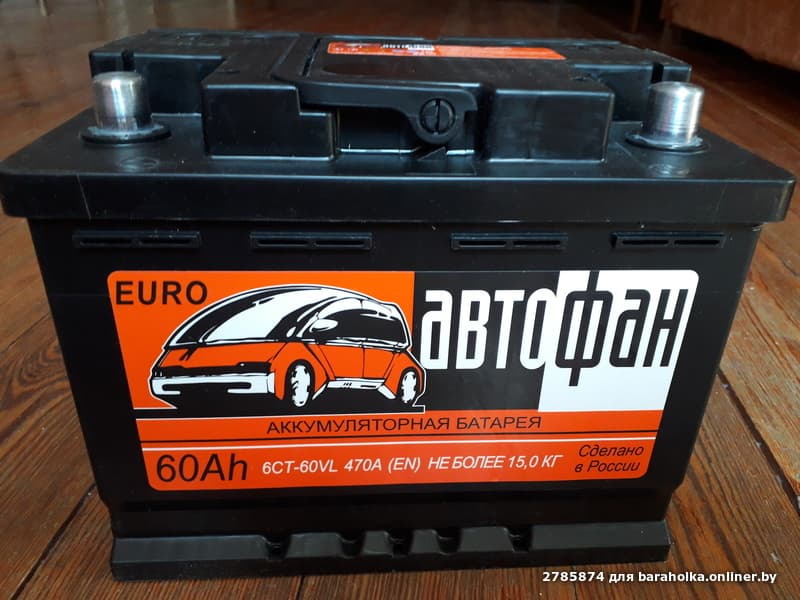 автофан
EURO
автофан
АККУМУЛЯТОРНАЯ БАТАРЕЯ
60Ah 6СТ-60VL 470A (EN) НЕ БОЛЕЕ 15,0 КГ
Сделано
в России
2785874 для baraholka.onliner.by